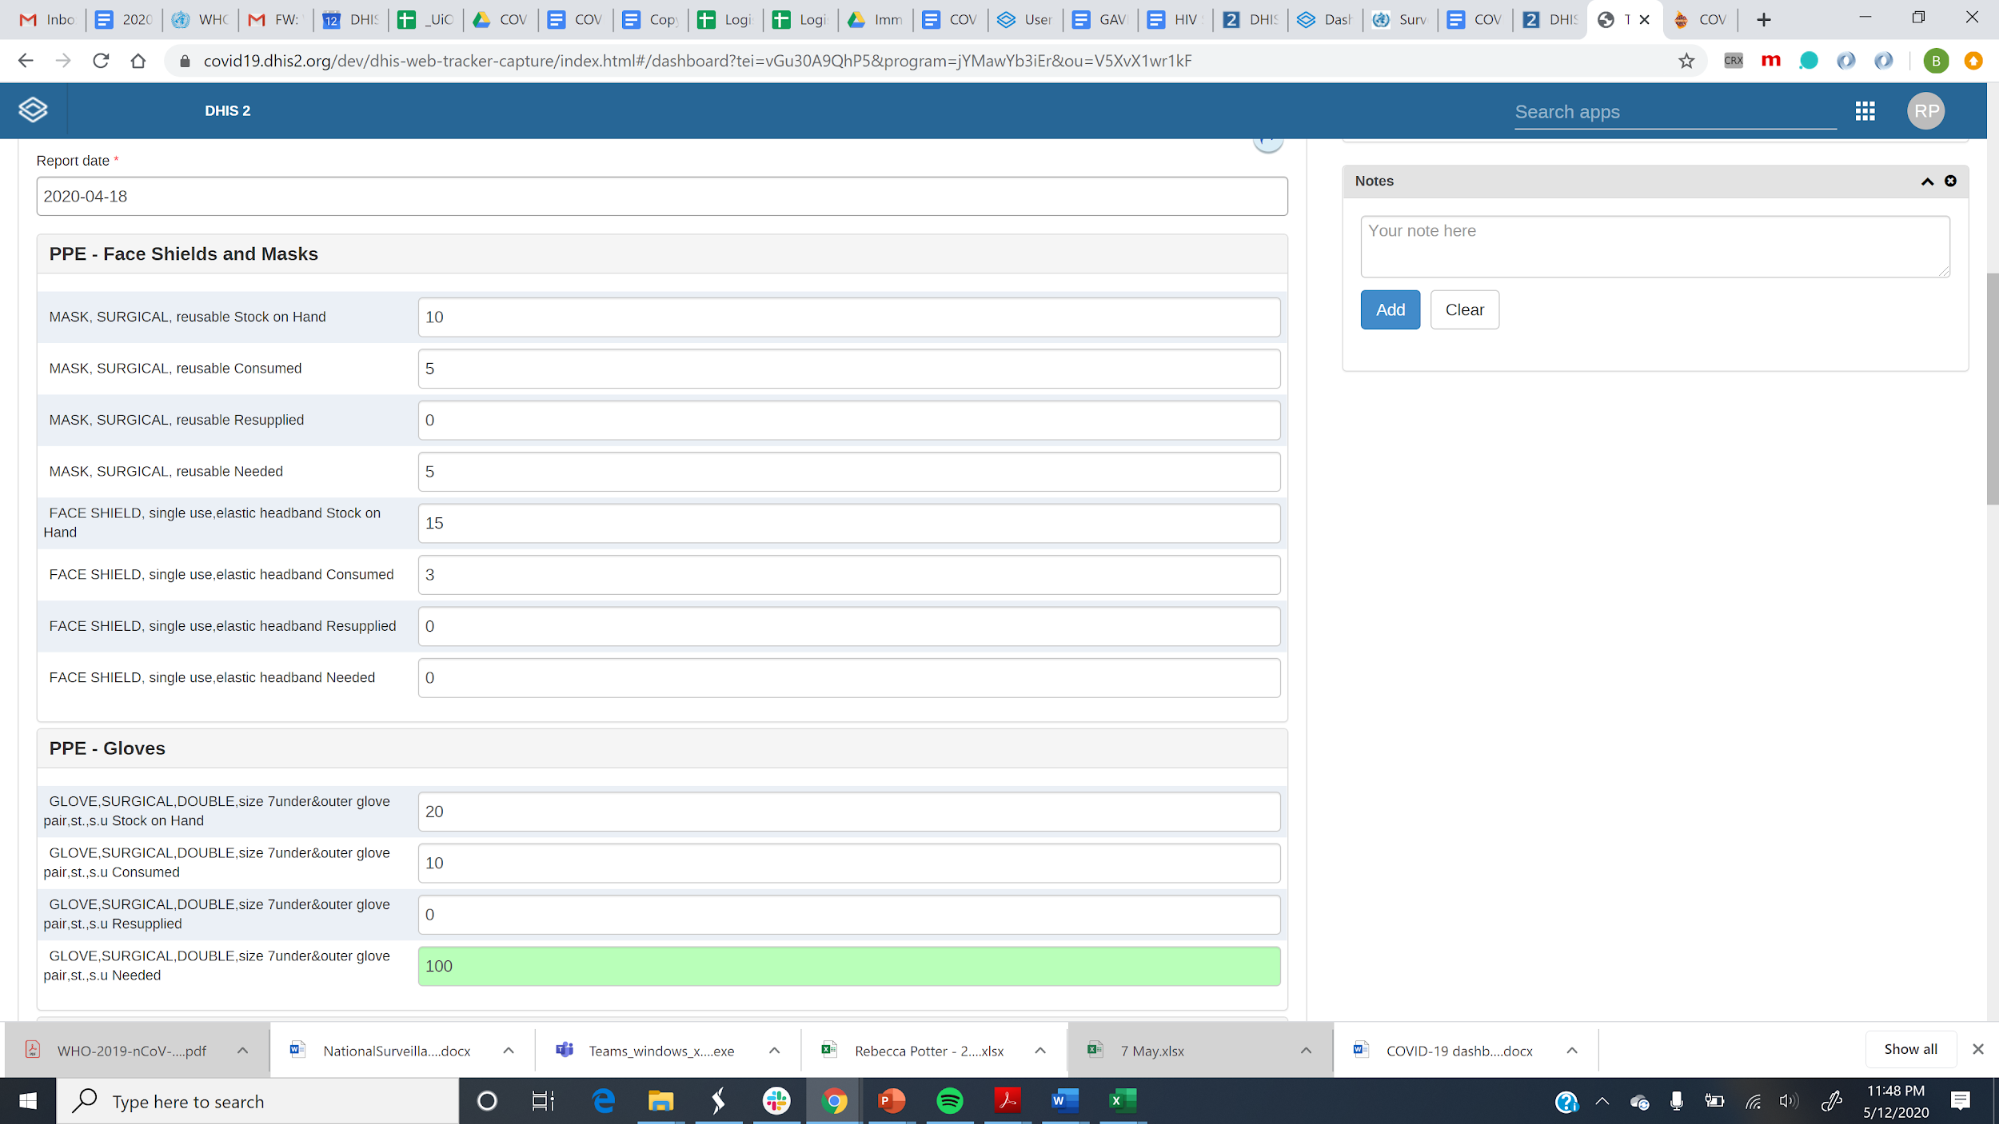 Inbo
2020
WHO
FW:
DHIS
_UiO
COV
COV
Copy
Logi
Logi
Imm
COV
User
GAVI
HIV
DHIS
Dash
Surv
COV
DHIS
T
COV
covid19.dhis2.org/dev/dhis-web-tracker-capture/index.html#/dashboard?tei=vGu30A9QhP5&program=jYMawYb3iEr&ou=V5XvX1wr1kF
CRX
m
B
DHIS 2
Search apps
RP
Report date *
2020-04-18
PPE - Face Shields and Masks
MASK, SURGICAL, reusable Stock on Hand
10
MASK, SURGICAL, reusable Consumed
5
MASK, SURGICAL, reusable Resupplied
0
MASK, SURGICAL, reusable Needed
5
FACE SHIELD, single use,elastic headband Stock on
Hand
15
FACE SHIELD, single use,elastic headband Consumed
3
FACE SHIELD, single use,elastic headband Resupplied
0
FACE SHIELD, single use,elastic headband Needed
0
PPE - Gloves
GLOVE,SURGICAL,DOUBLE,size 7under&outer glove
pair,st.,s.u Stock on Hand
20
GLOVE,SURGICAL,DOUBLE,size 7under&outer glove
pair,st.,s.u Consumed
10
GLOVE,SURGICAL,DOUBLE,size 7under&outer glove
pair,st.,s.u Resupplied
0
GLOVE,SURGICAL,DOUBLE,size 7under&outer glove
pair,st.,s.u Needed
100
Notes
Your note here
Add
Clear
WHO-2019-nCoV-....pdf
NationalSurveilla....docx
Teams_windows_x....exe
Rebecca Potter - 2....xlsx
7 May.xlsx
COVID-19 dashb....docx
Show all
Type here to search
11:48 PM
5/12/2020